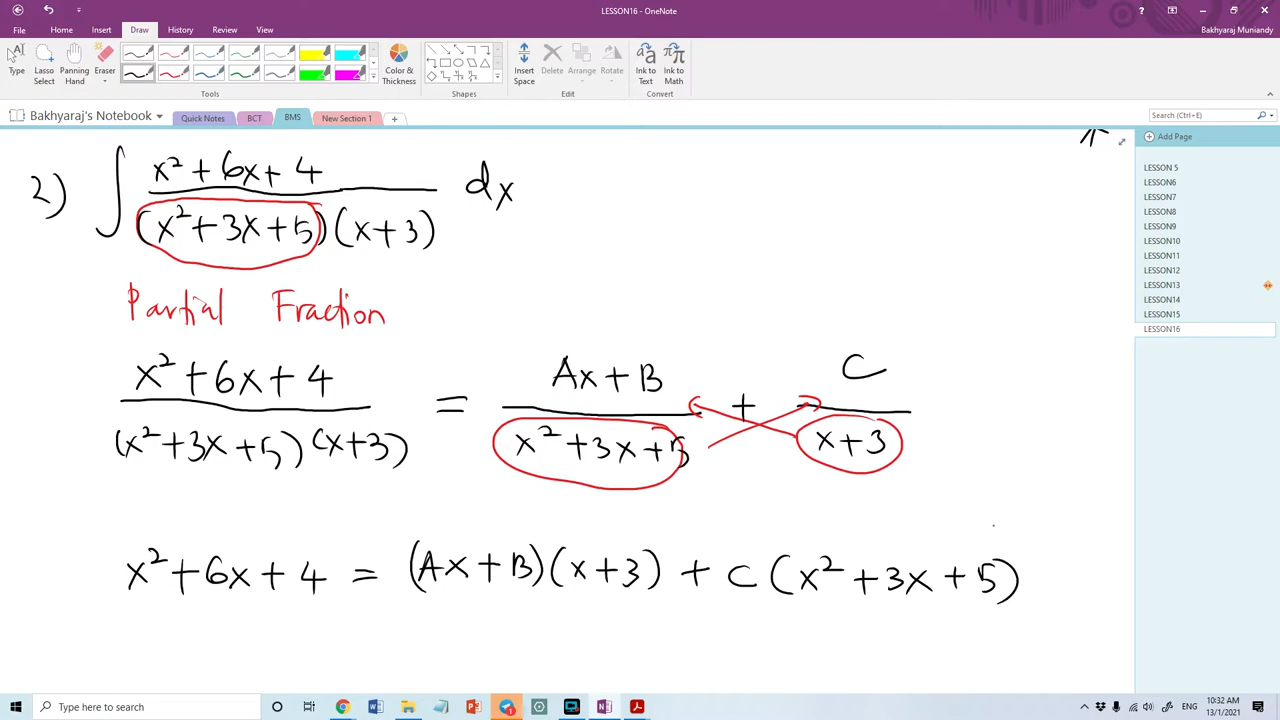 LESSON16 - OneNote
Bakhyaraj Muniandy
File Home Insert Draw History Review View
Type Lasso Select Panning Hand Eraser
Color & Thickness
Insert Space Delete Arrange Rotate Ink to Text Ink to Math
Tools Shapes Edit Convert
Bakhyaraj's Notebook Quick Notes BCT BMS New Section 1
Search (Ctrl+E)
Add Page
LESSON 5
LESSON6
LESSON7
LESSON8
LESSON9
LESSON10
LESSON11
LESSON12
LESSON13
LESSON14
LESSON15
LESSON16
2) ∫ x² + 6x + 4
(x² + 3x + 5)(x + 3) dx
Partial Fraction
x² + 6x + 4 = Ax + B + C
(x² + 3x + 5)(x + 3) x² + 3x + 5 x + 3
x² + 6x + 4 = (Ax + B)(x + 3) + C(x² + 3x + 5)
Type here to search
ENG
10:32 AM
13/1/2021